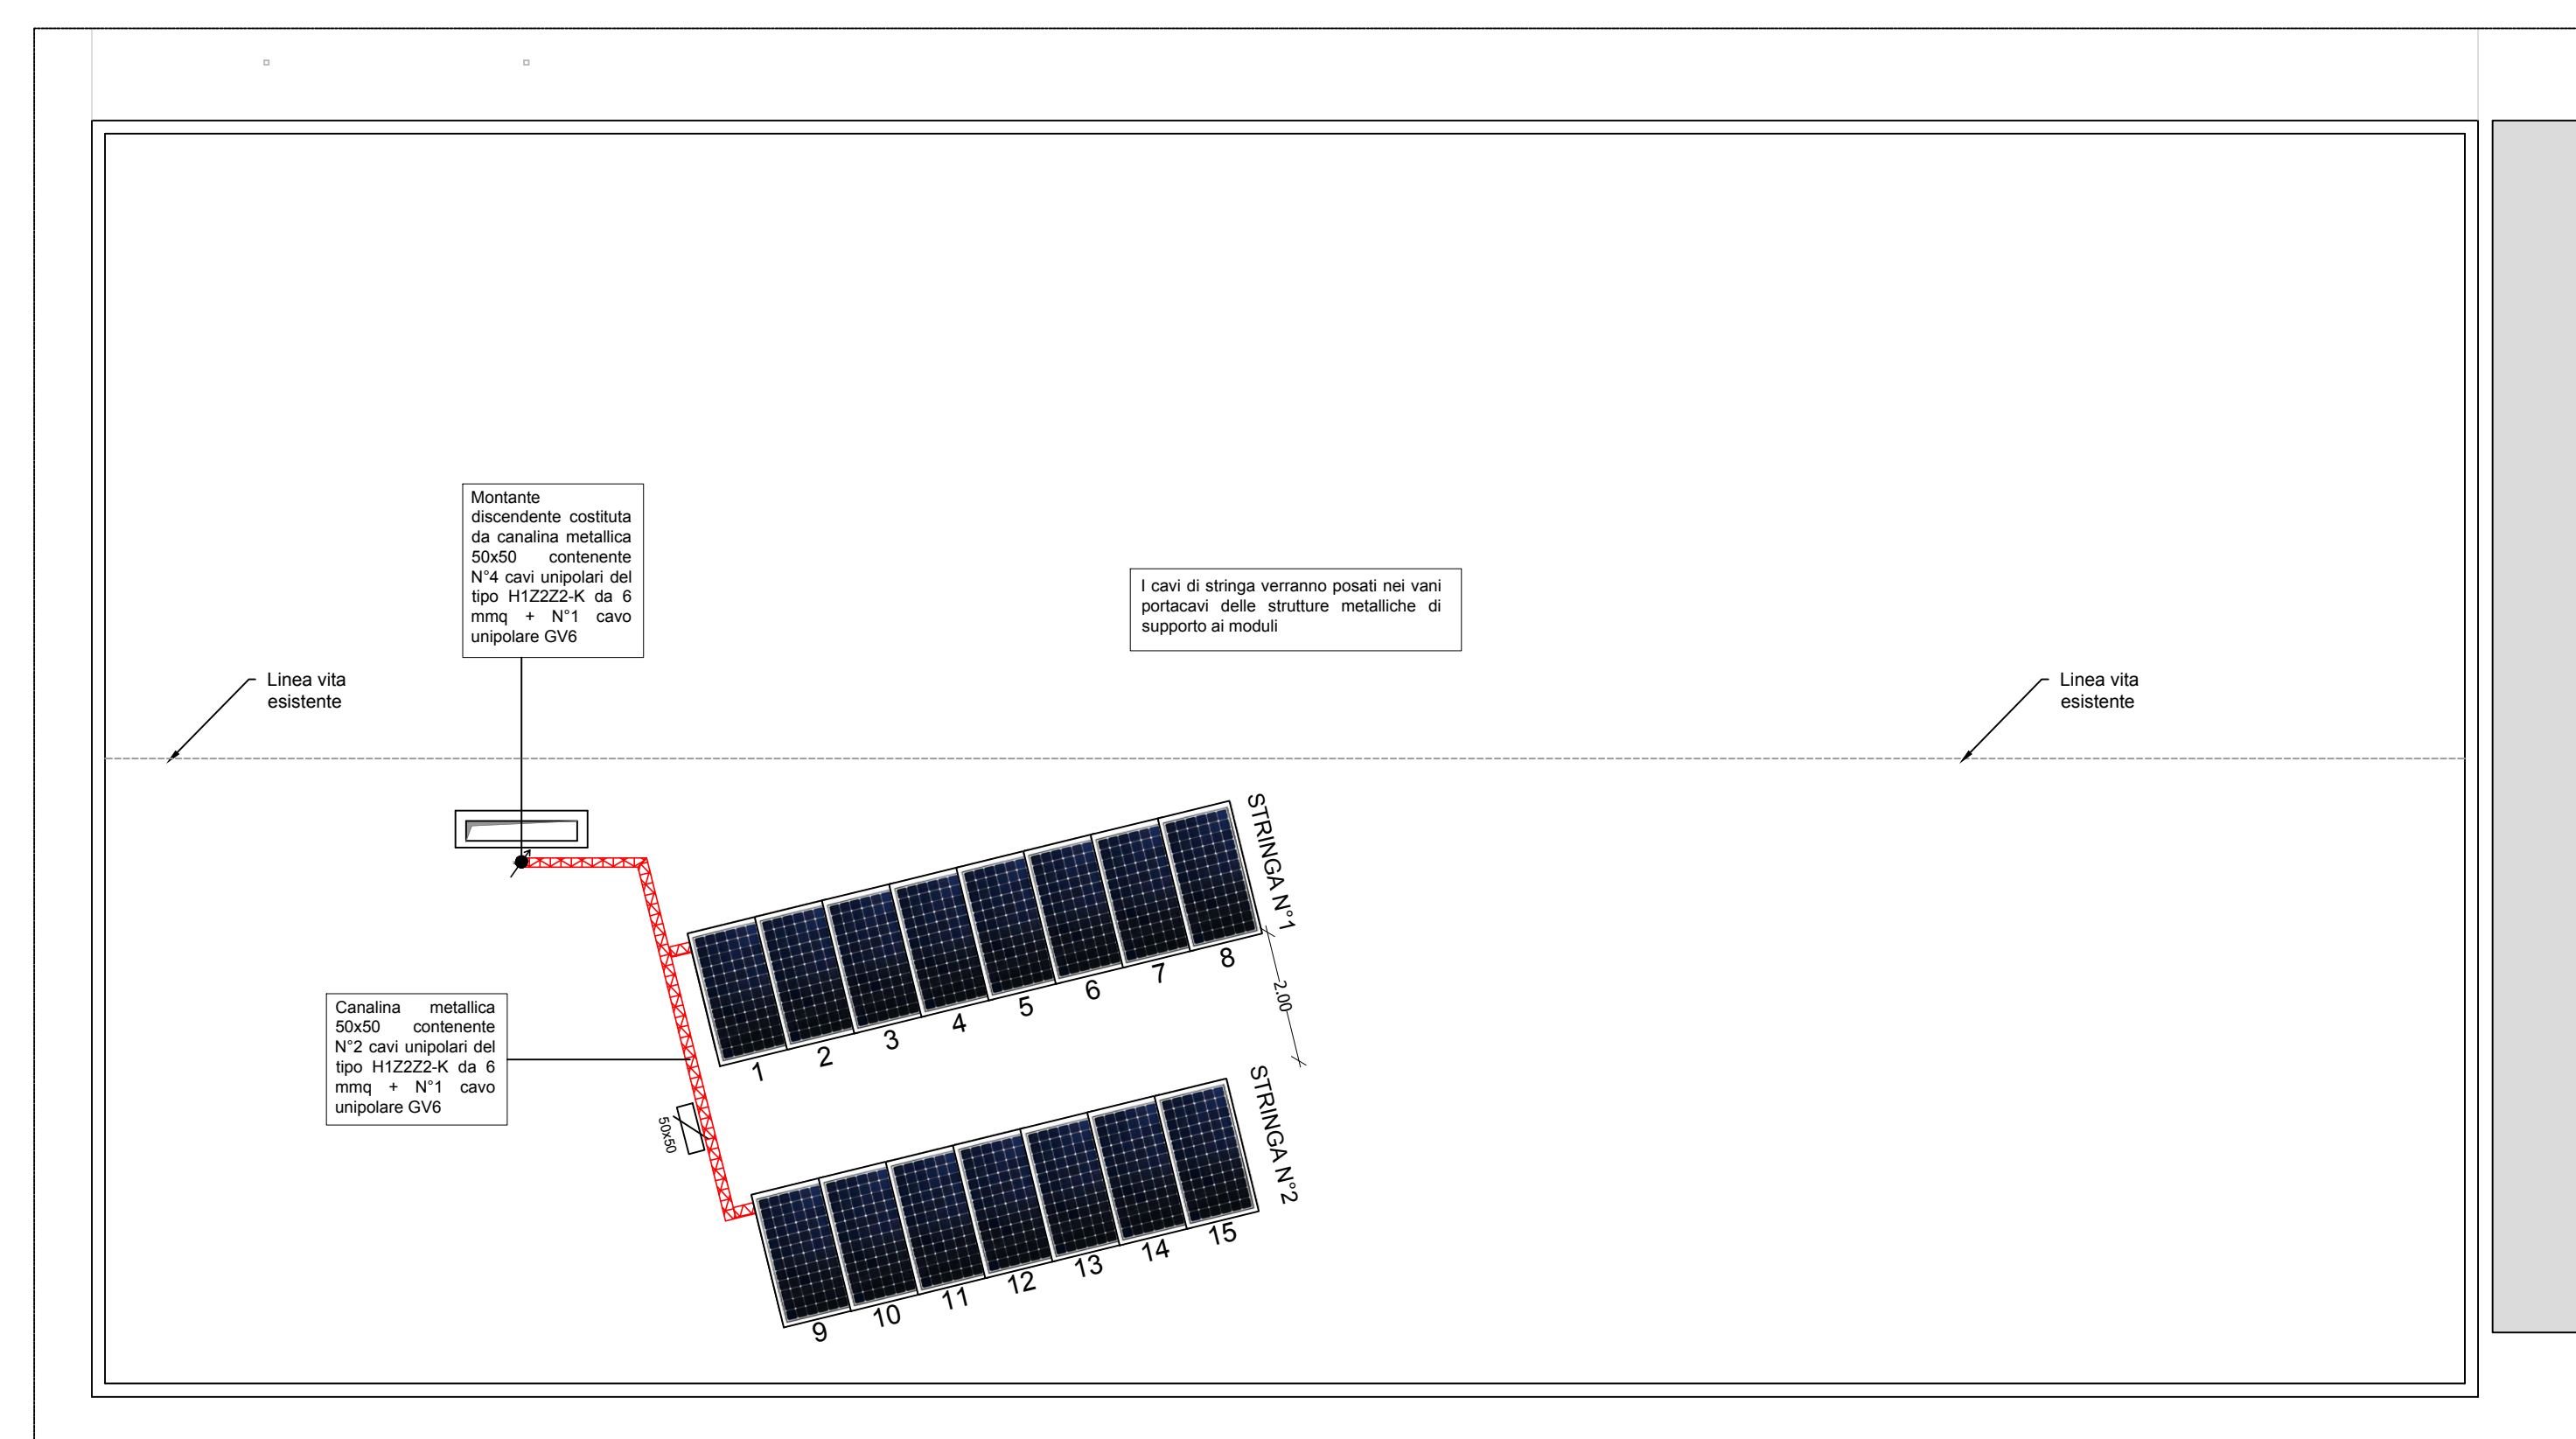 Montante
discendente costituta
da canalina metallica
50x50 contenente
N°4 cavi unipolari del
tipo H1Z2Z2-K da 6
mmq + N°1 cavo
unipolare GV6
I cavi di stringa verranno posati nei vani
portacavi delle strutture metalliche di
supporto ai moduli
Linea vita
esistente
Linea vita
esistente
STRINGA N°1
1
2
3
4
5
6
7
8
2.00
Canalina metallica
50x50 contenente
N°2 cavi unipolari del
tipo H1Z2Z2-K da 6
mmq + N°1 cavo
unipolare GV6
50x50
STRINGA N°2
9
10
11
12
13
14
15